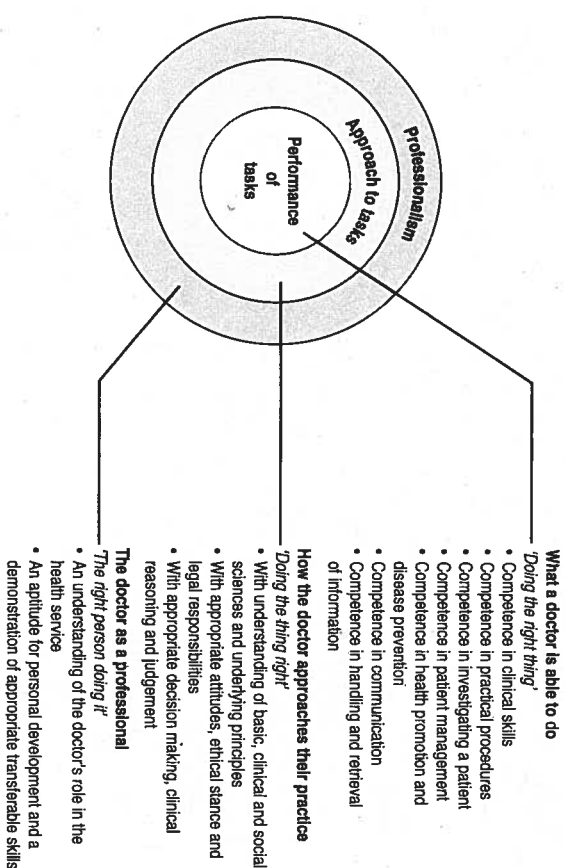 Professionalism
Approach to tasks
Performance
of
tasks
What a doctor is able to do
'Doing the right thing'
• Competence in clinical skills
• Competence in practical procedures
• Competence in investigating a patient
• Competence in patient management
• Competence in health promotion and
disease prevention
• Competence in communication
• Competence in handling and retrieval
of information
How the doctor approaches their practice
'Doing the thing right'
• With understanding of basic, clinical and social
sciences and underlying principles
• With appropriate attitudes, ethical stance and
legal responsibilities
• With appropriate decision making, clinical
reasoning and judgement
The doctor as a professional
'The right person doing it'
• An understanding of the doctor's role in the
health service
• An aptitude for personal development and a
demonstration of appropriate transferable skills